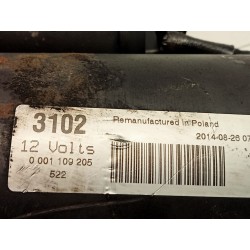 3102
Remanufactured in Poland
12 Volts
2014-08-26 07
0 001 109 205
522